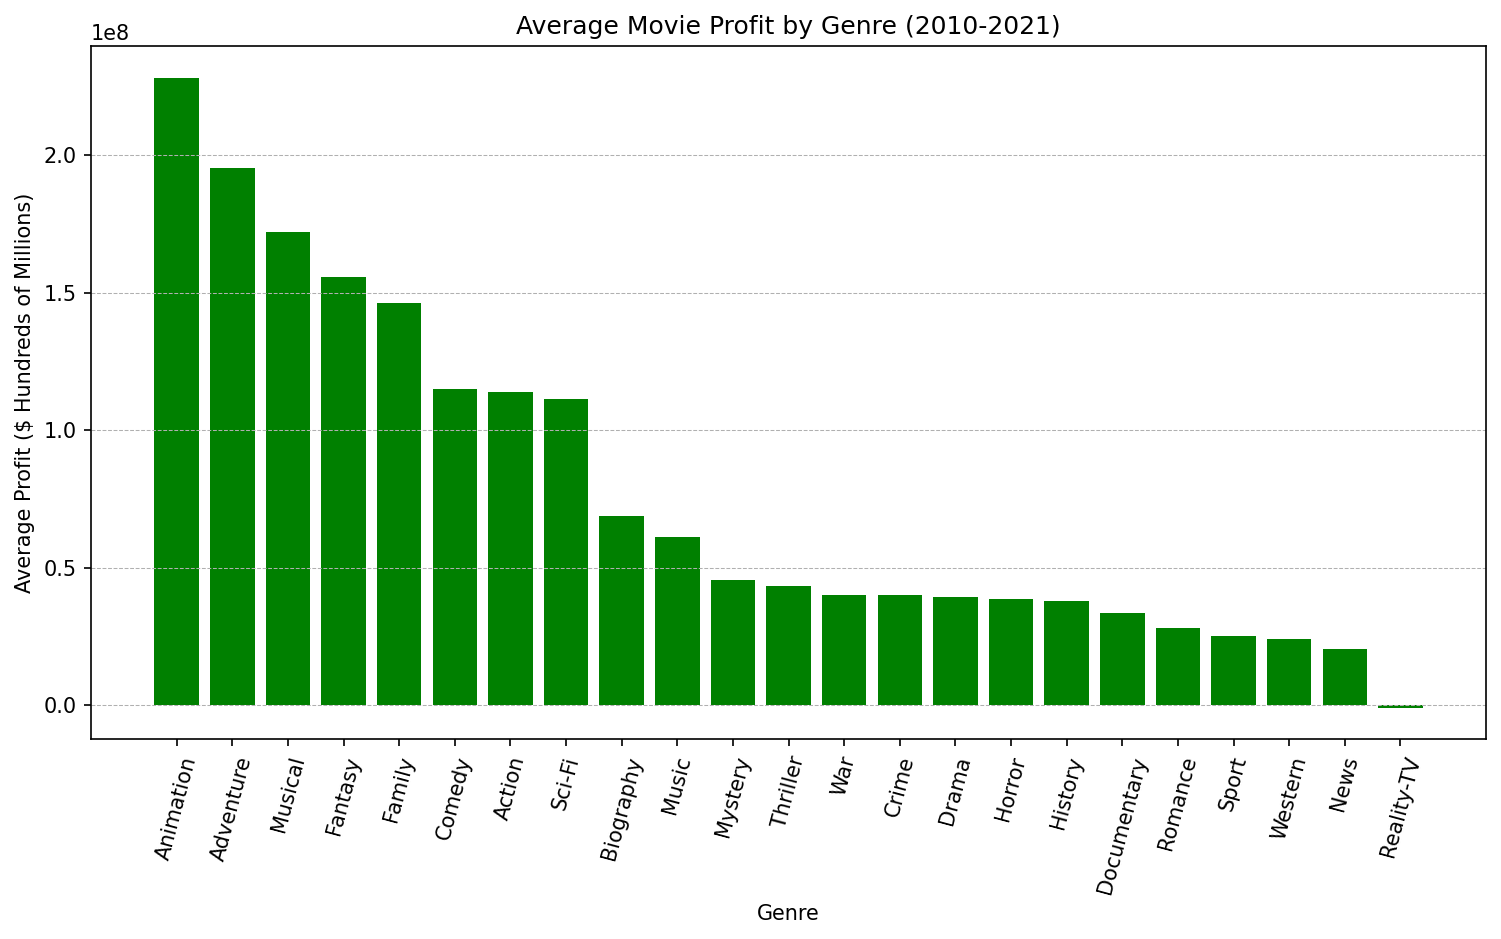 Average Movie Profit by Genre (2010-2021)
1e8
Average Profit ($ Hundreds of Millions)
2.0
1.5
1.0
0.5
0.0
Animation
Adventure
Musical
Fantasy
Family
Comedy
Action
Sci-Fi
Biography
Music
Mystery
Thriller
War
Crime
Drama
Horror
History
Documentary
Romance
Sport
Western
News
Reality-TV
Genre